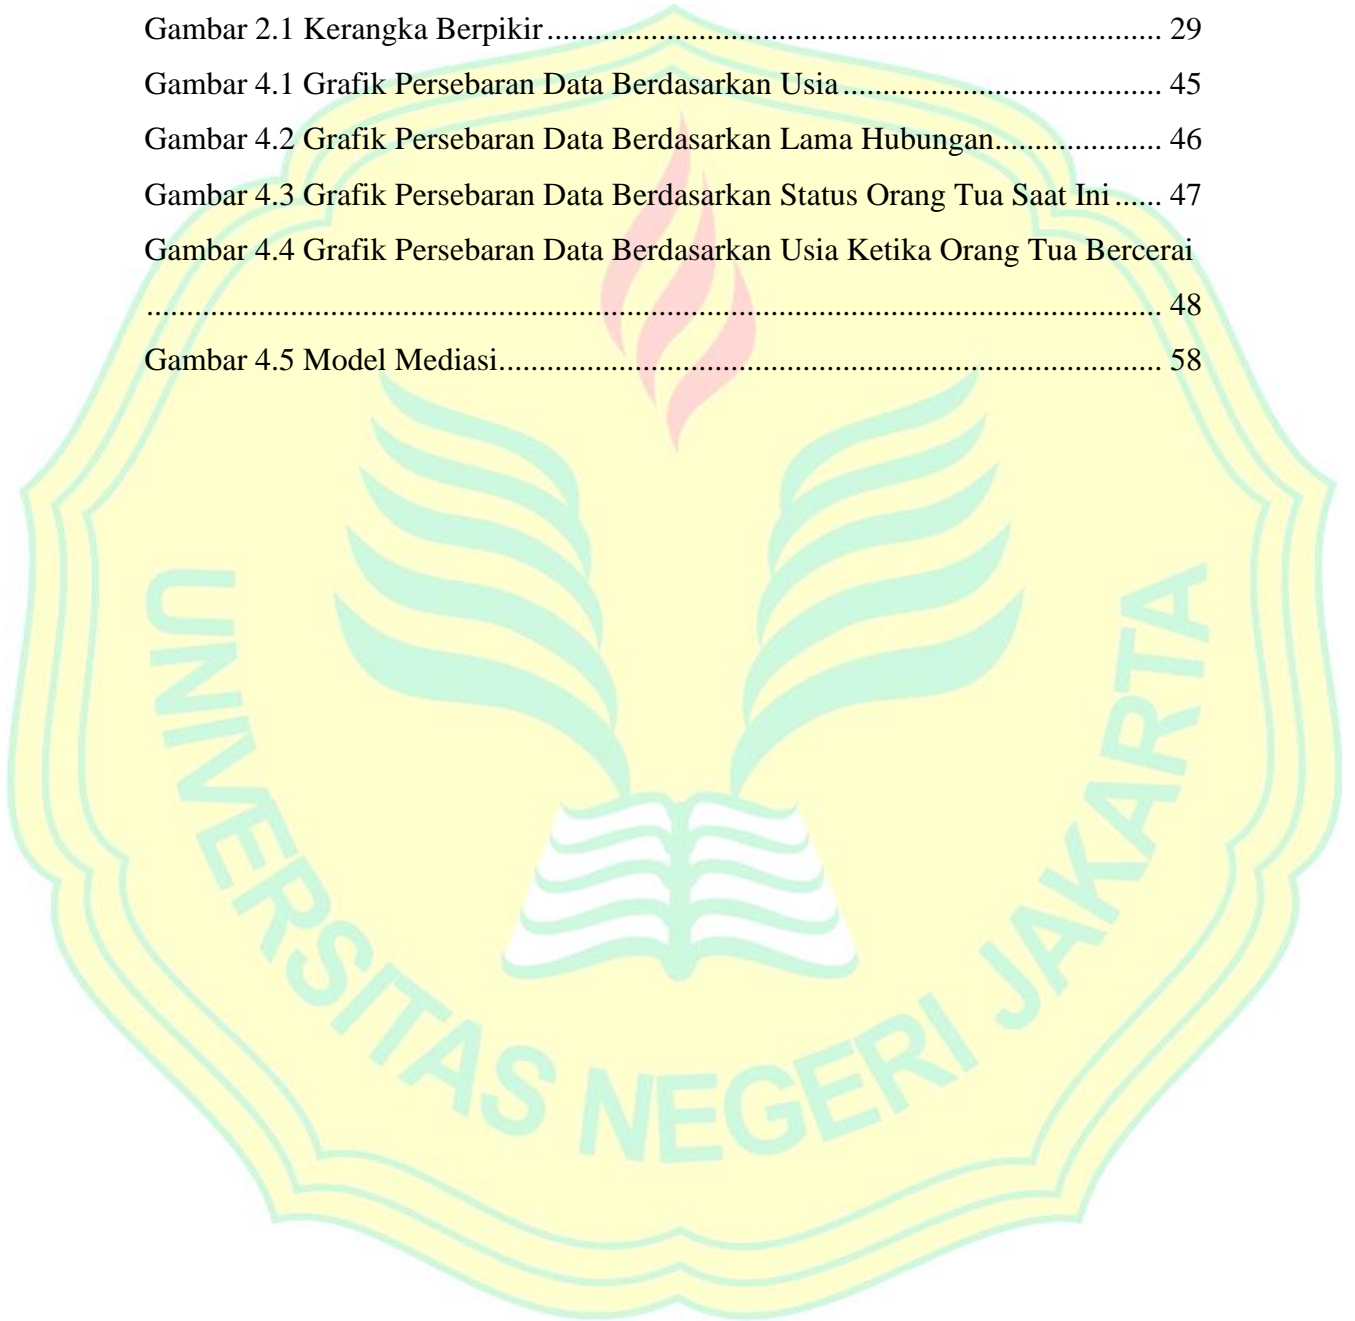 Gambar 2.1 Kerangka Berpikir.............................................................................. 29
Gambar 4.1 Grafik Persebaran Data Berdasarkan Usia........................................ 45
Gambar 4.2 Grafik Persebaran Data Berdasarkan Lama Hubungan..................... 46
Gambar 4.3 Grafik Persebaran Data Berdasarkan Status Orang Tua Saat Ini...... 47
Gambar 4.4 Grafik Persebaran Data Berdasarkan Usia Ketika Orang Tua Bercerai
................................................................................................................................ 48
Gambar 4.5 Model Mediasi.................................................................................... 58
UNIVERSITAS NEGERI JAKARTA